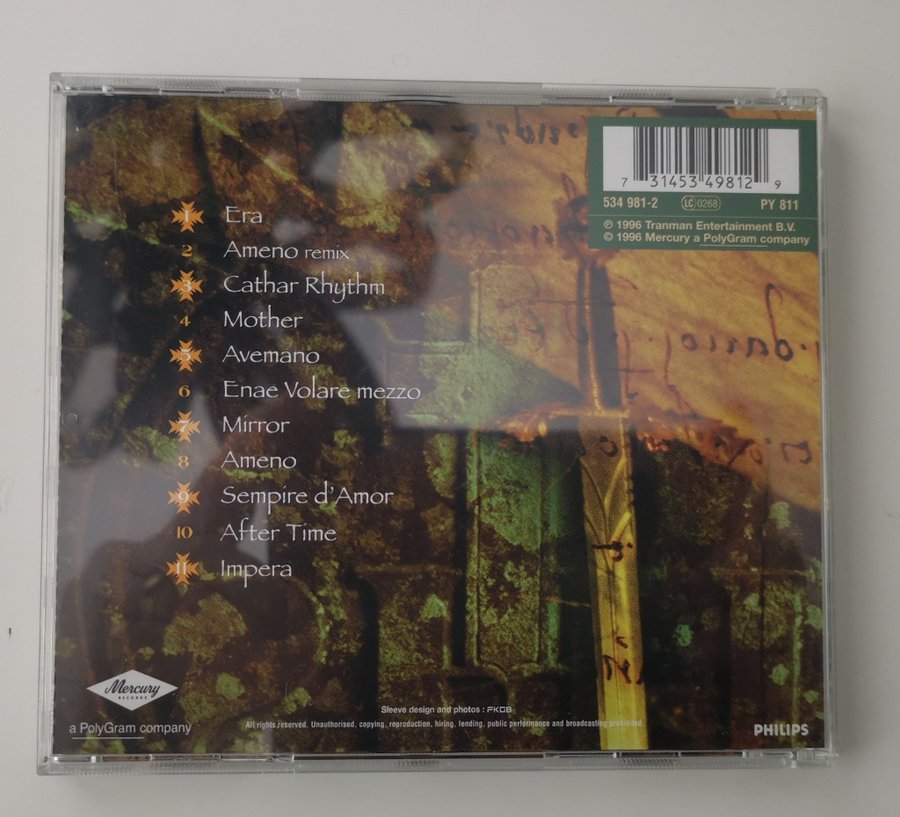 7 31453 49812 9
534 981-2 LC 0268 PY 811
℗ 1996 Tranman Entertainment B.V.
© 1996 Mercury a PolyGram company
1 Era
2 Ameno remix
3 Cathar Rhythm
4 Mother
5 Avemano
6 Enae Volare mezzo
7 Mirror
8 Ameno
9 Sempire d'Amor
10 After Time
11 Impera
Mercury
RECORDS
a PolyGram company
Sleeve design and photos : FKGB
All rights reserved. Unauthorised, copying, reproduction, hiring, lending, public performance and broadcasting prohibited.
PHILIPS